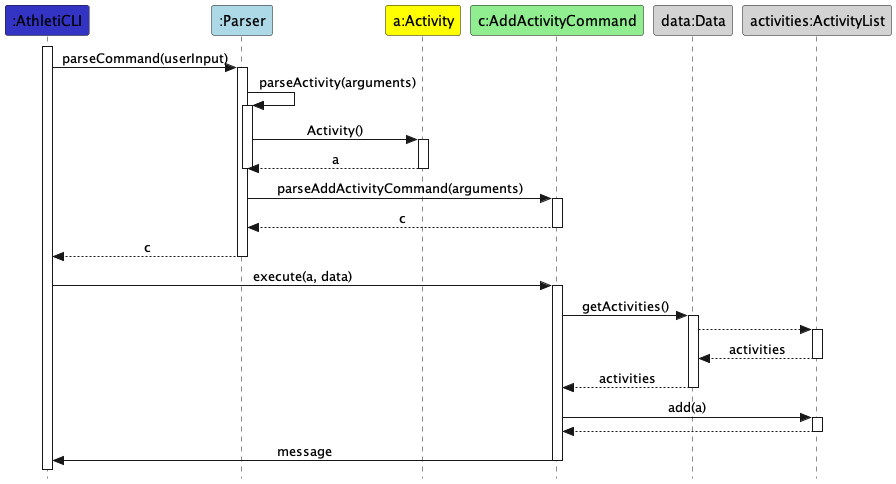 :AthletiCLI
:Parser
a:Activity
c:AddActivityCommand
data:Data
activities:ActivityList
parseCommand(userInput)
parseActivity(arguments)
Activity()
a
parseAddActivityCommand(arguments)
c
c
execute(a, data)
getActivities()
activities
activities
add(a)
message